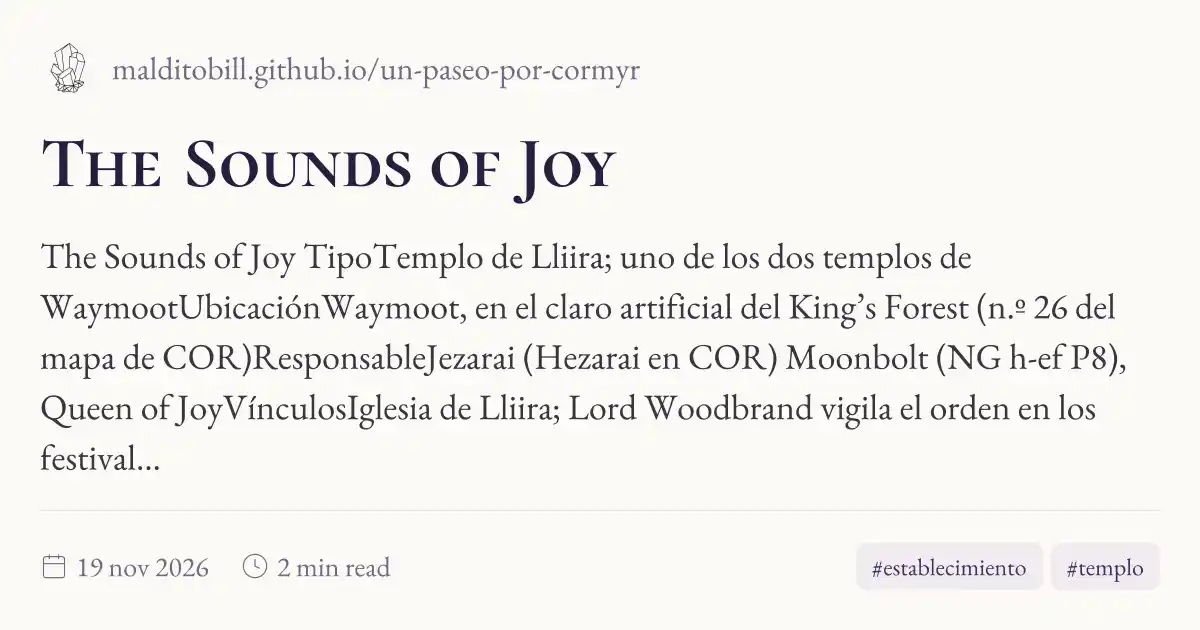 malditobill.github.io/un-paseo-por-cormyr
The Sounds of Joy
The Sounds of Joy TipoTemplo de Lliira; uno de los dos templos de
WaymootUbicaciónWaymoot, en el claro artificial del King’s Forest (n.º 26 del
mapa de COR)ResponsableJezarai (Hezarai en COR) Moonbolt (NG h-ef P8),
Queen of JoyVínculosIglesia de Lliira; Lord Woodbrand vigila el orden en los
festival...
19 nov 2026 2 min read #establecimiento #templo